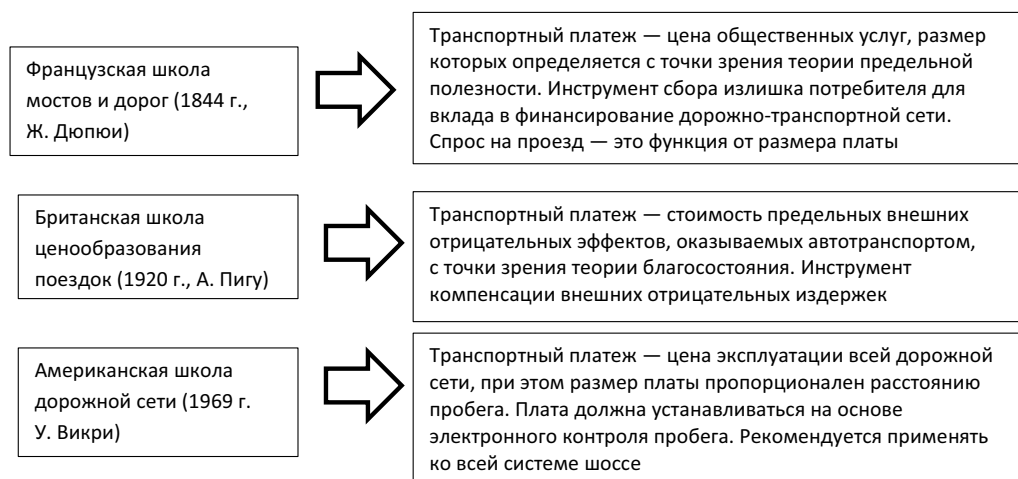 Французская школа
мостов и дорог (1844 г.,
Ж. Дюпюи)
Транспортный платеж — цена общественных услуг, размер
которых определяется с точки зрения теории предельной
полезности. Инструмент сбора излишка потребителя для
вклада в финансирование дорожно-транспортной сети.
Спрос на проезд — это функция от размера платы
Британская школа
ценообразования
поездок (1920 г., А. Пигу)
Транспортный платеж — стоимость предельных внешних
отрицательных эффектов, оказываемых автотранспортом,
с точки зрения теории благосостояния. Инструмент
компенсации внешних отрицательных издержек
Американская школа
дорожной сети (1969 г.
У. Викри)
Транспортный платеж — цена эксплуатации всей дорожной
сети, при этом размер платы пропорционален расстоянию
пробега. Плата должна устанавливаться на основе
электронного контроля пробега. Рекомендуется применять
ко всей системе шоссе